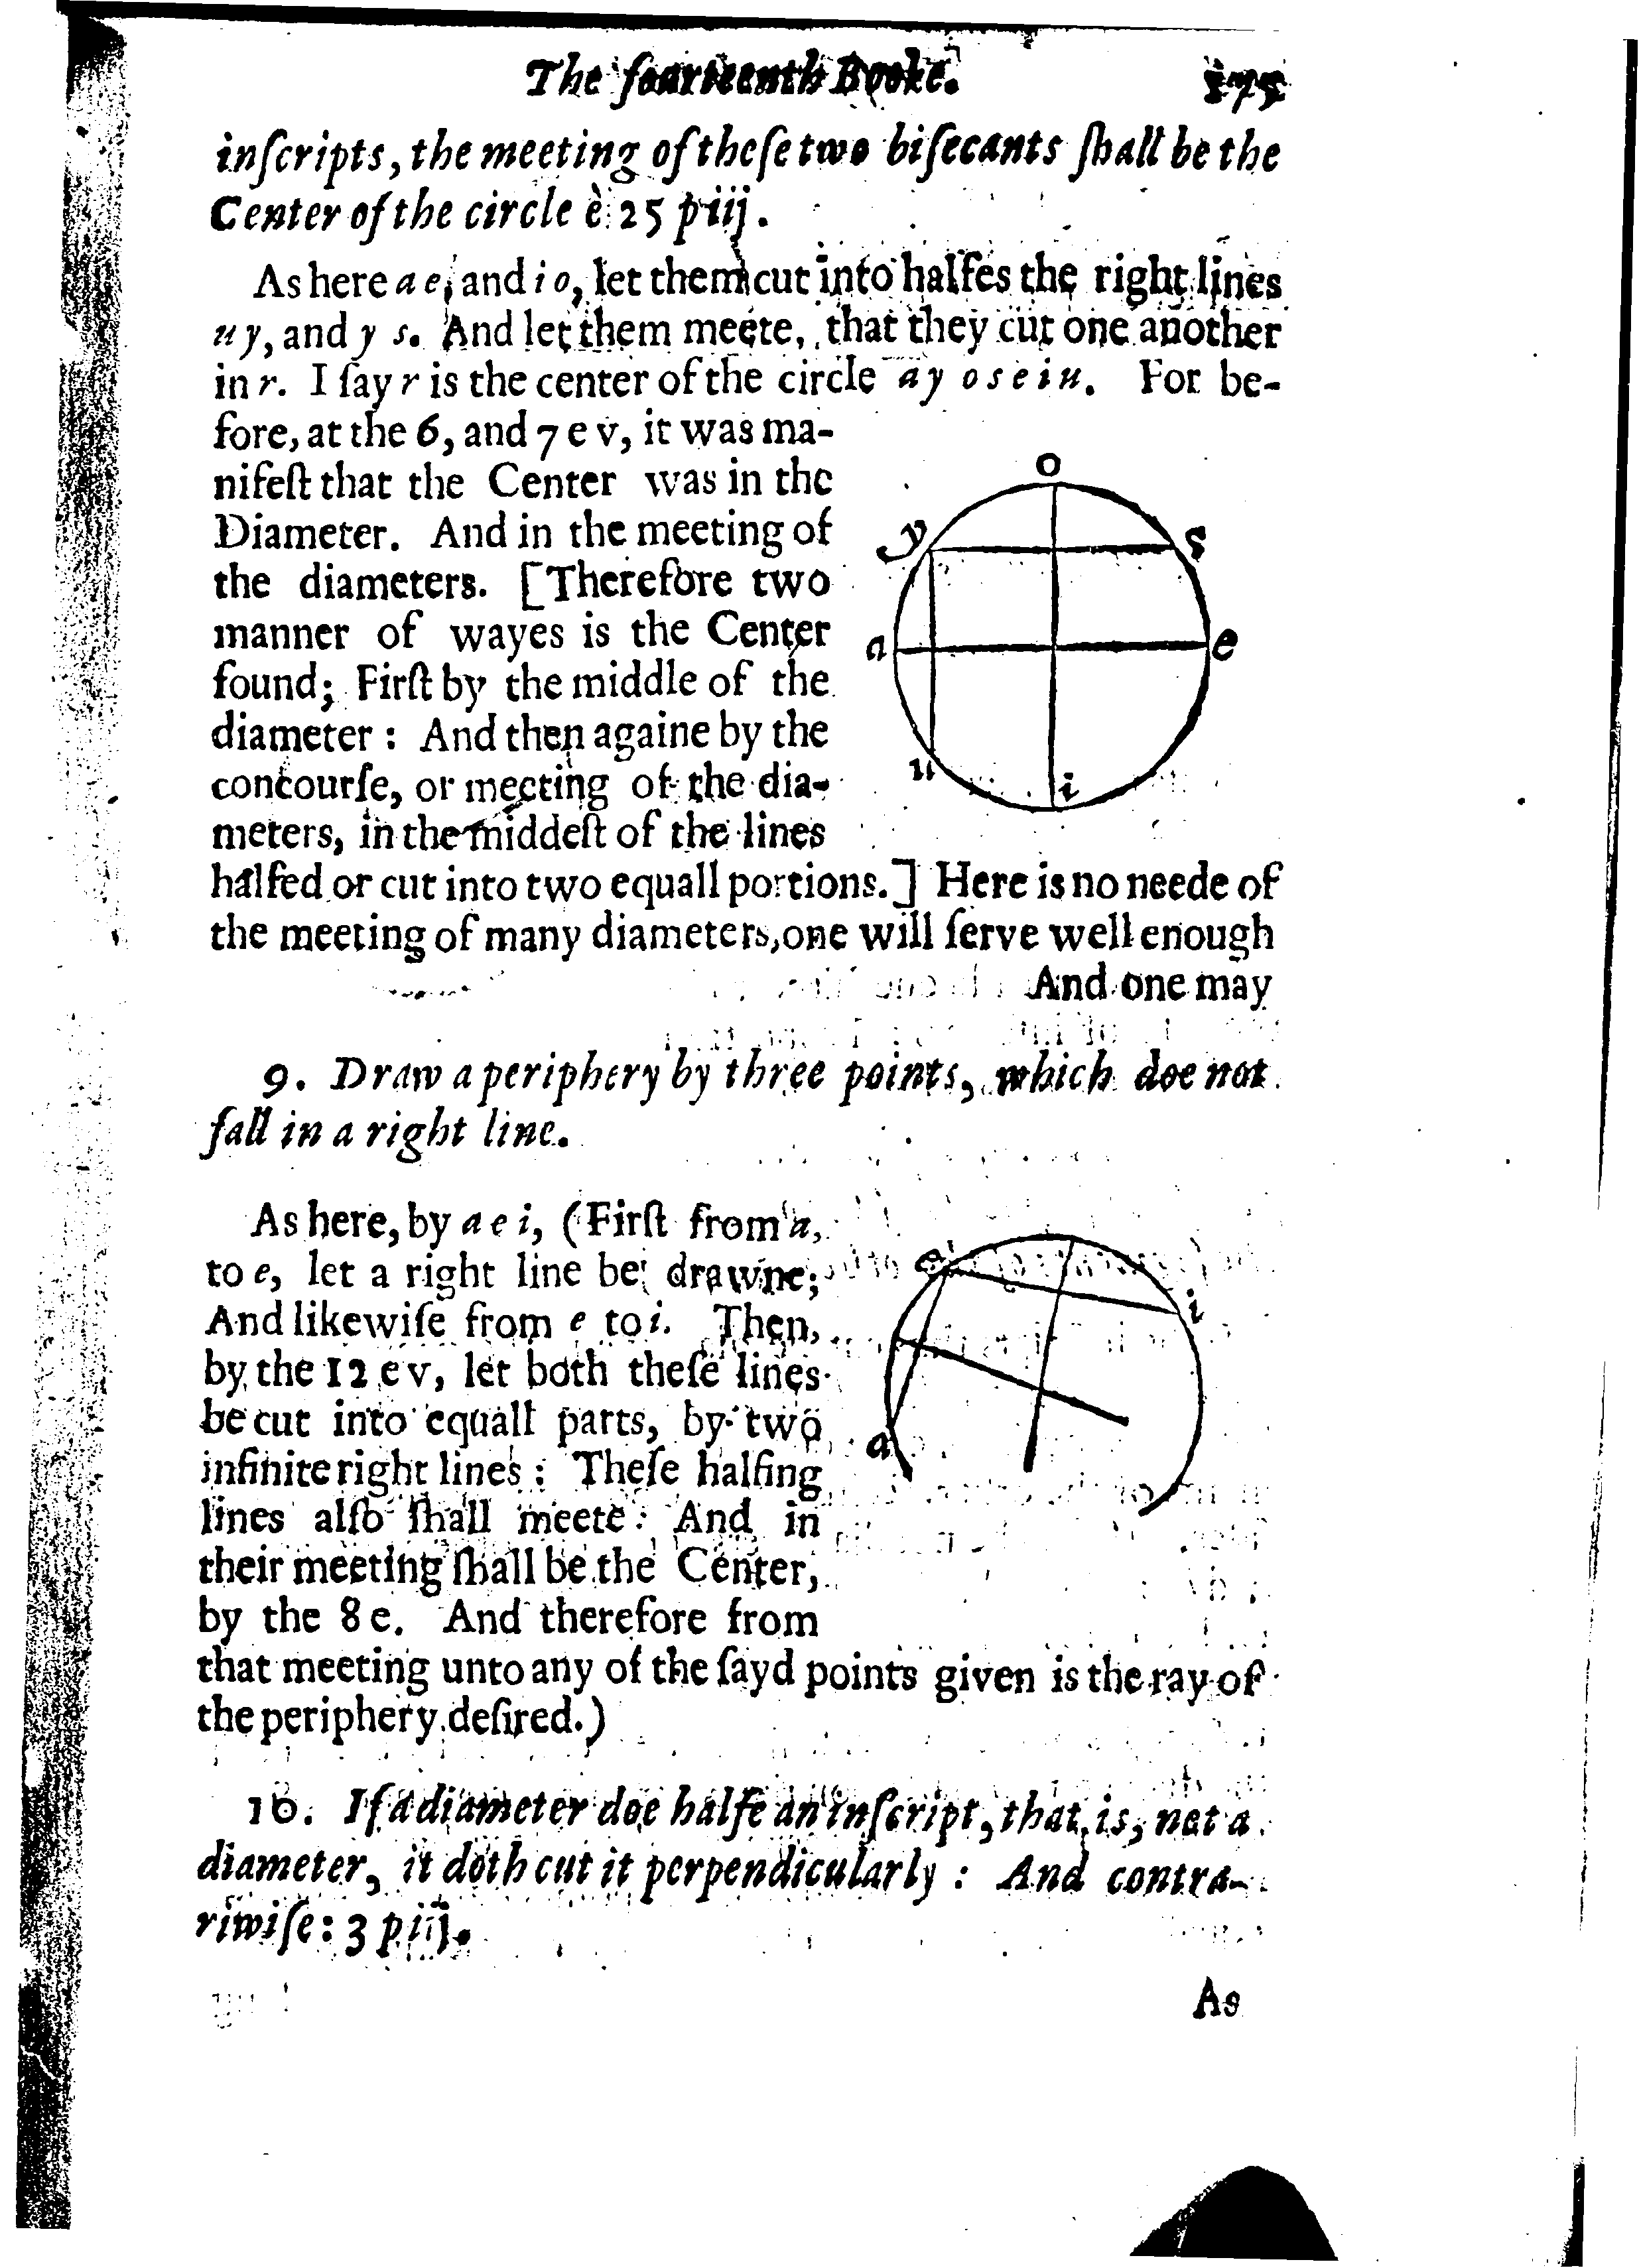 The fourteenth Booke. 175
inſcripts, the meeting of theſe two biſecants ſhall be the
Center of the circle è 25 p iij.
As here a e, and i o, let them cut into halfes the right lines
u y, and y s. And let them meete, that they cut one another
in r. I ſay r is the center of the circle a y o s e i u. For be-
fore, at the 6, and 7 e v, it was ma-
nifeſt that the Center was in the
Diameter. And in the meeting of
the diameters. [Therefore two
manner of wayes is the Center
found; Firſt by the middle of the
diameter: And then againe by the
concourſe, or meeting of the dia-
meters, in the middeſt of the lines
halfed or cut into two equall portions.] Here is no neede of
the meeting of many diameters, one will ſerve well enough
And one may
o
y
s
a
e
u
i
9. Draw a periphery by three points, which doe not
fall in a right line.
As here, by a e i, (Firſt from a,
to e, let a right line be drawne;
And likewiſe from e to i. Then,
by the 12 e v, let both theſe lines
be cut into equall parts, by two
infinite right lines: Theſe halfing
lines alſo ſhall meete: And in
their meeting ſhall be the Center,
by the 8 e. And therefore from
that meeting unto any of the ſayd points given is the ray of
the periphery deſired.)
e
i
a
10. If a diameter doe halfe an inſcript, that is, not a
diameter, it doth cut it perpendicularly: And contra-
riwiſe: 3 p iij.
As